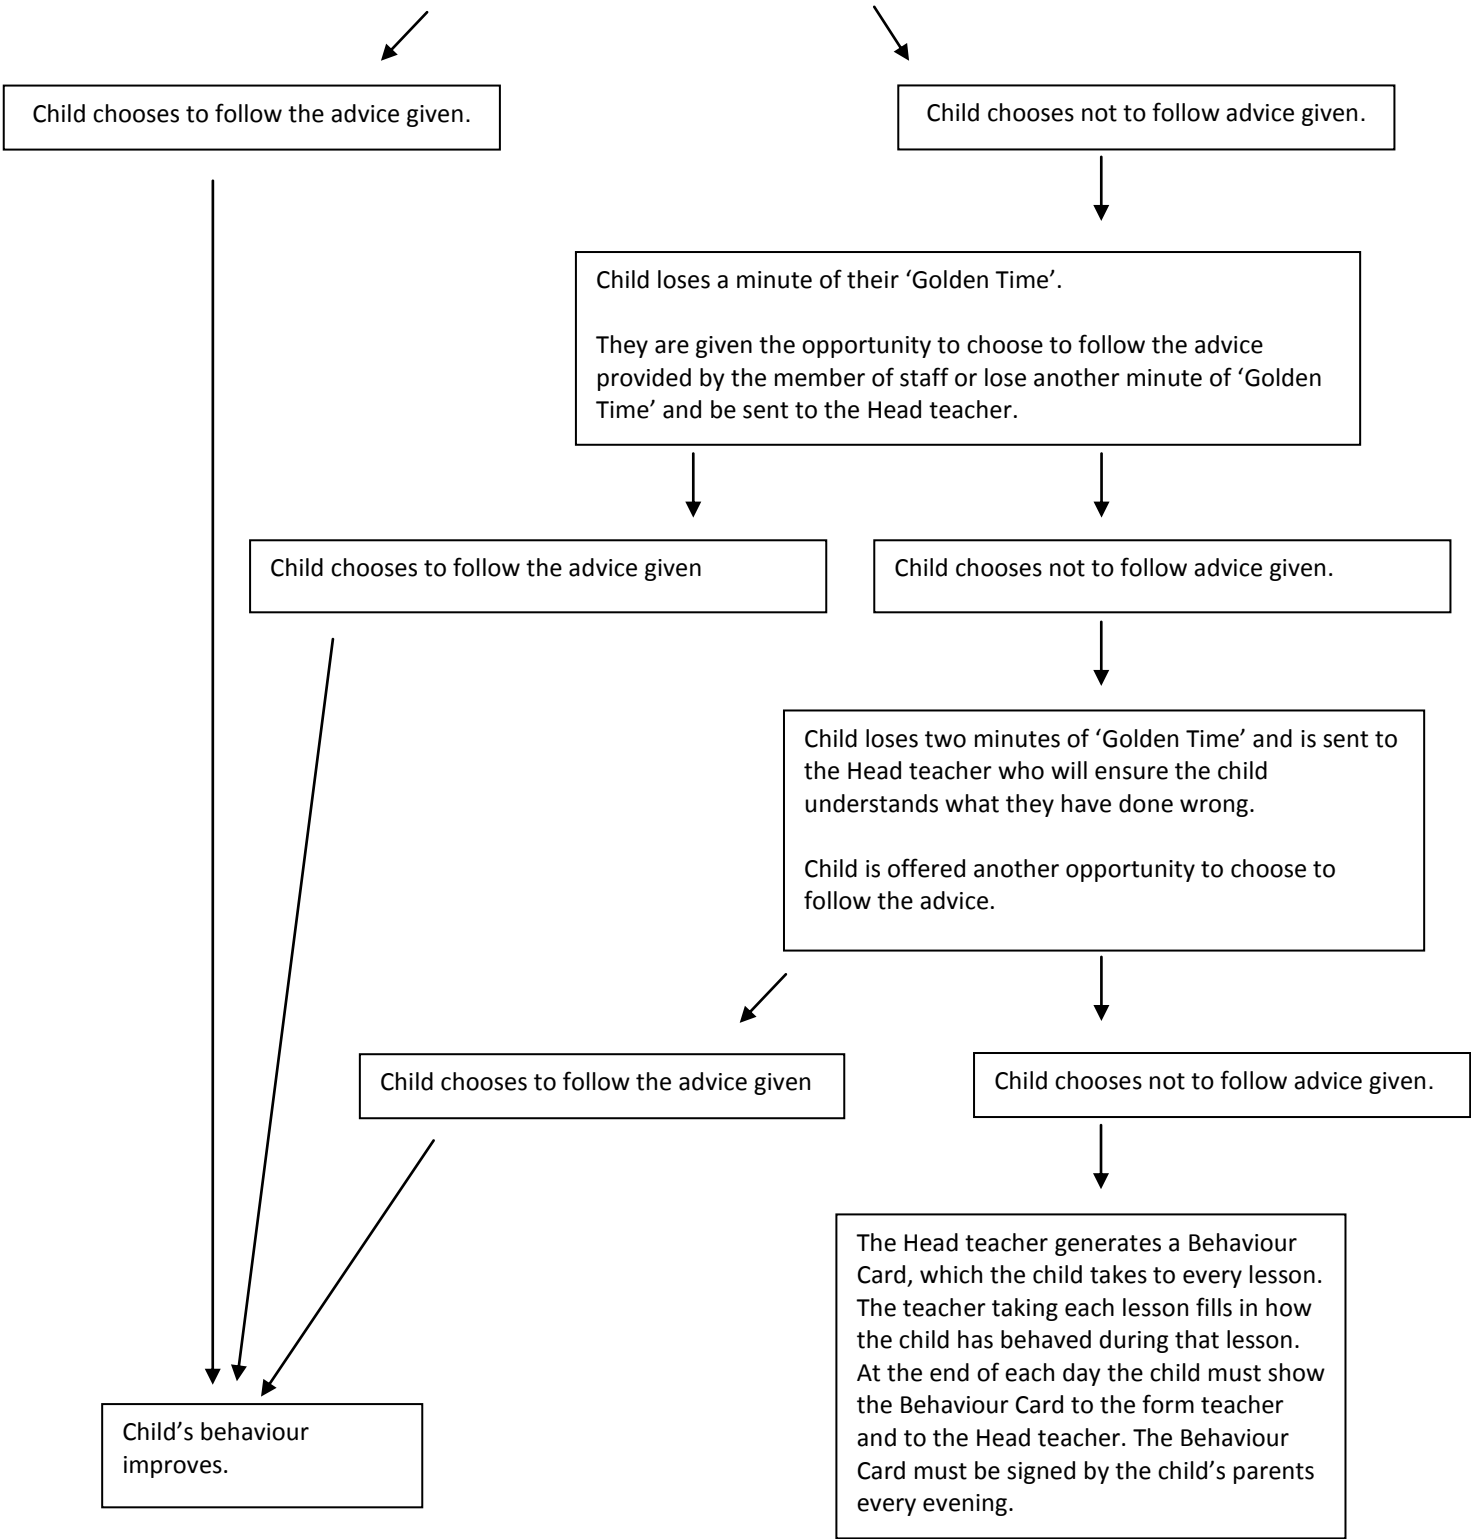 Child chooses to follow the advice given.
Child chooses not to follow advice given.
Child loses a minute of their ‘Golden Time’.
They are given the opportunity to choose to follow the advice
provided by the member of staff or lose another minute of ‘Golden
Time’ and be sent to the Head teacher.
Child chooses to follow the advice given
Child chooses not to follow advice given.
Child loses two minutes of ‘Golden Time’ and is sent to
the Head teacher who will ensure the child
understands what they have done wrong.
Child is offered another opportunity to choose to
follow the advice.
Child chooses to follow the advice given
Child chooses not to follow advice given.
The Head teacher generates a Behaviour
Card, which the child takes to every lesson.
The teacher taking each lesson fills in how
the child has behaved during that lesson.
At the end of each day the child must show
the Behaviour Card to the form teacher
and to the Head teacher. The Behaviour
Card must be signed by the child’s parents
every evening.
Child’s behaviour
improves.